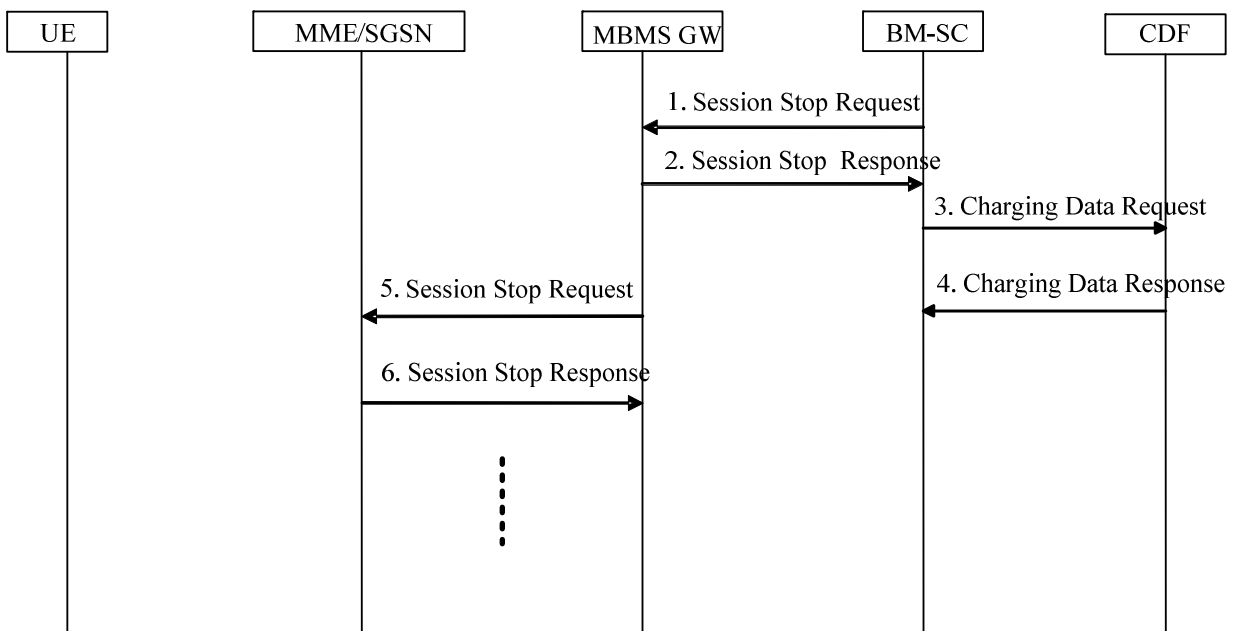 UE
MME/SGSN
MBMS GW
BM-SC
CDF
1. Session Stop Request
2. Session Stop Response
3. Charging Data Request
4. Charging Data Response
5. Session Stop Request
6. Session Stop Response